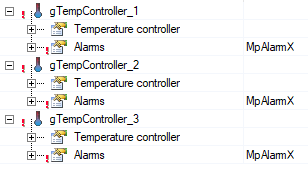 gTempController_1
Temperature controller
Alarms MpAlarmX
gTempController_2
Temperature controller
Alarms MpAlarmX
gTempController_3
Temperature controller
Alarms MpAlarmX